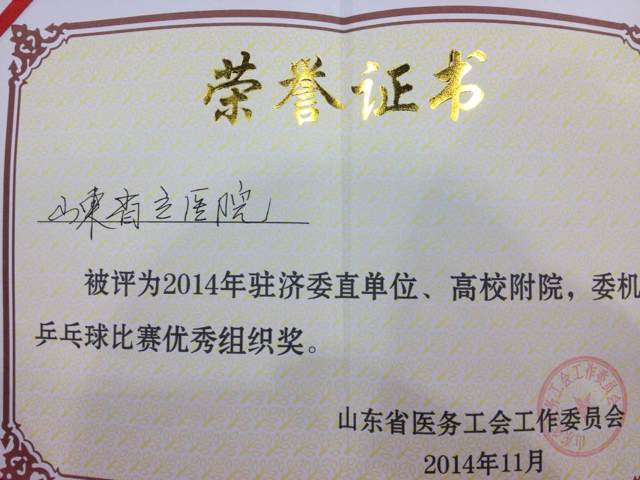 荣誉证书
山東省立医院
被评为2014年驻济委直单位、高校附院，委机
乒乓球比赛优秀组织奖。
山东省医务工会工作委员会
2014年11月